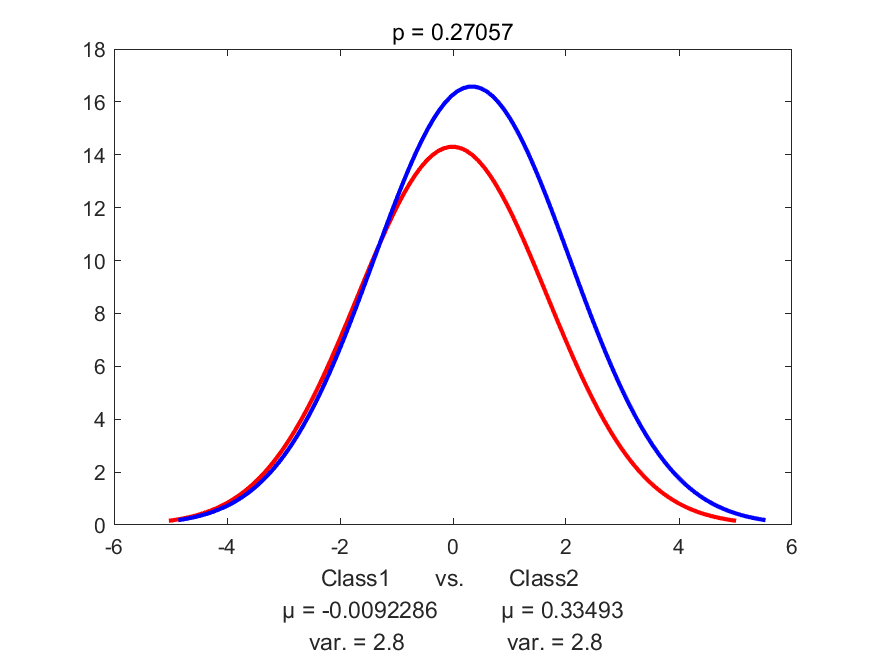 p = 0.27057
18
16
14
12
10
8
6
4
2
0
-6 -4 -2 0 2 4 6
Class1 vs. Class2
μ = -0.0092286 μ = 0.33493
var. = 2.8 var. = 2.8